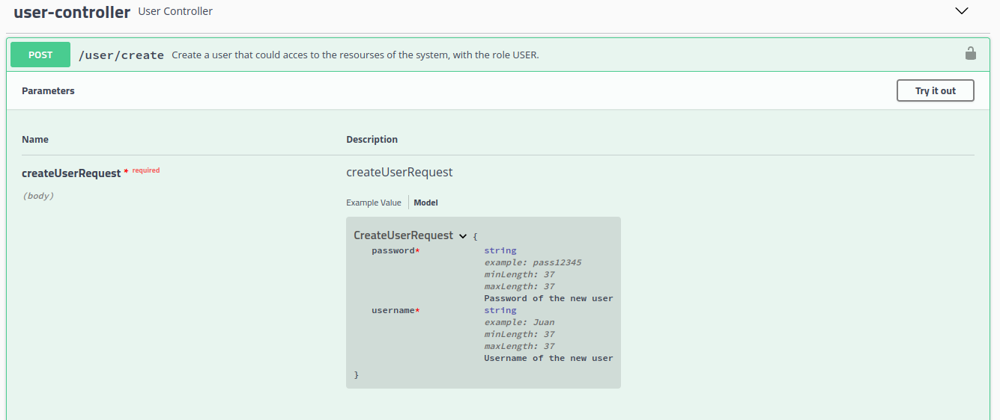 user-controller User Controller
POST /user/create Create a user that could acces to the resourses of the system, with the role USER.
Parameters Try it out
Name Description
createUserRequest * required createUserRequest
(body)
Example Value Model
CreateUserRequest {
password* string
example: pass12345
minLength: 37
maxLength: 37
Password of the new user
username* string
example: Juan
minLength: 37
maxLength: 37
Username of the new user
}